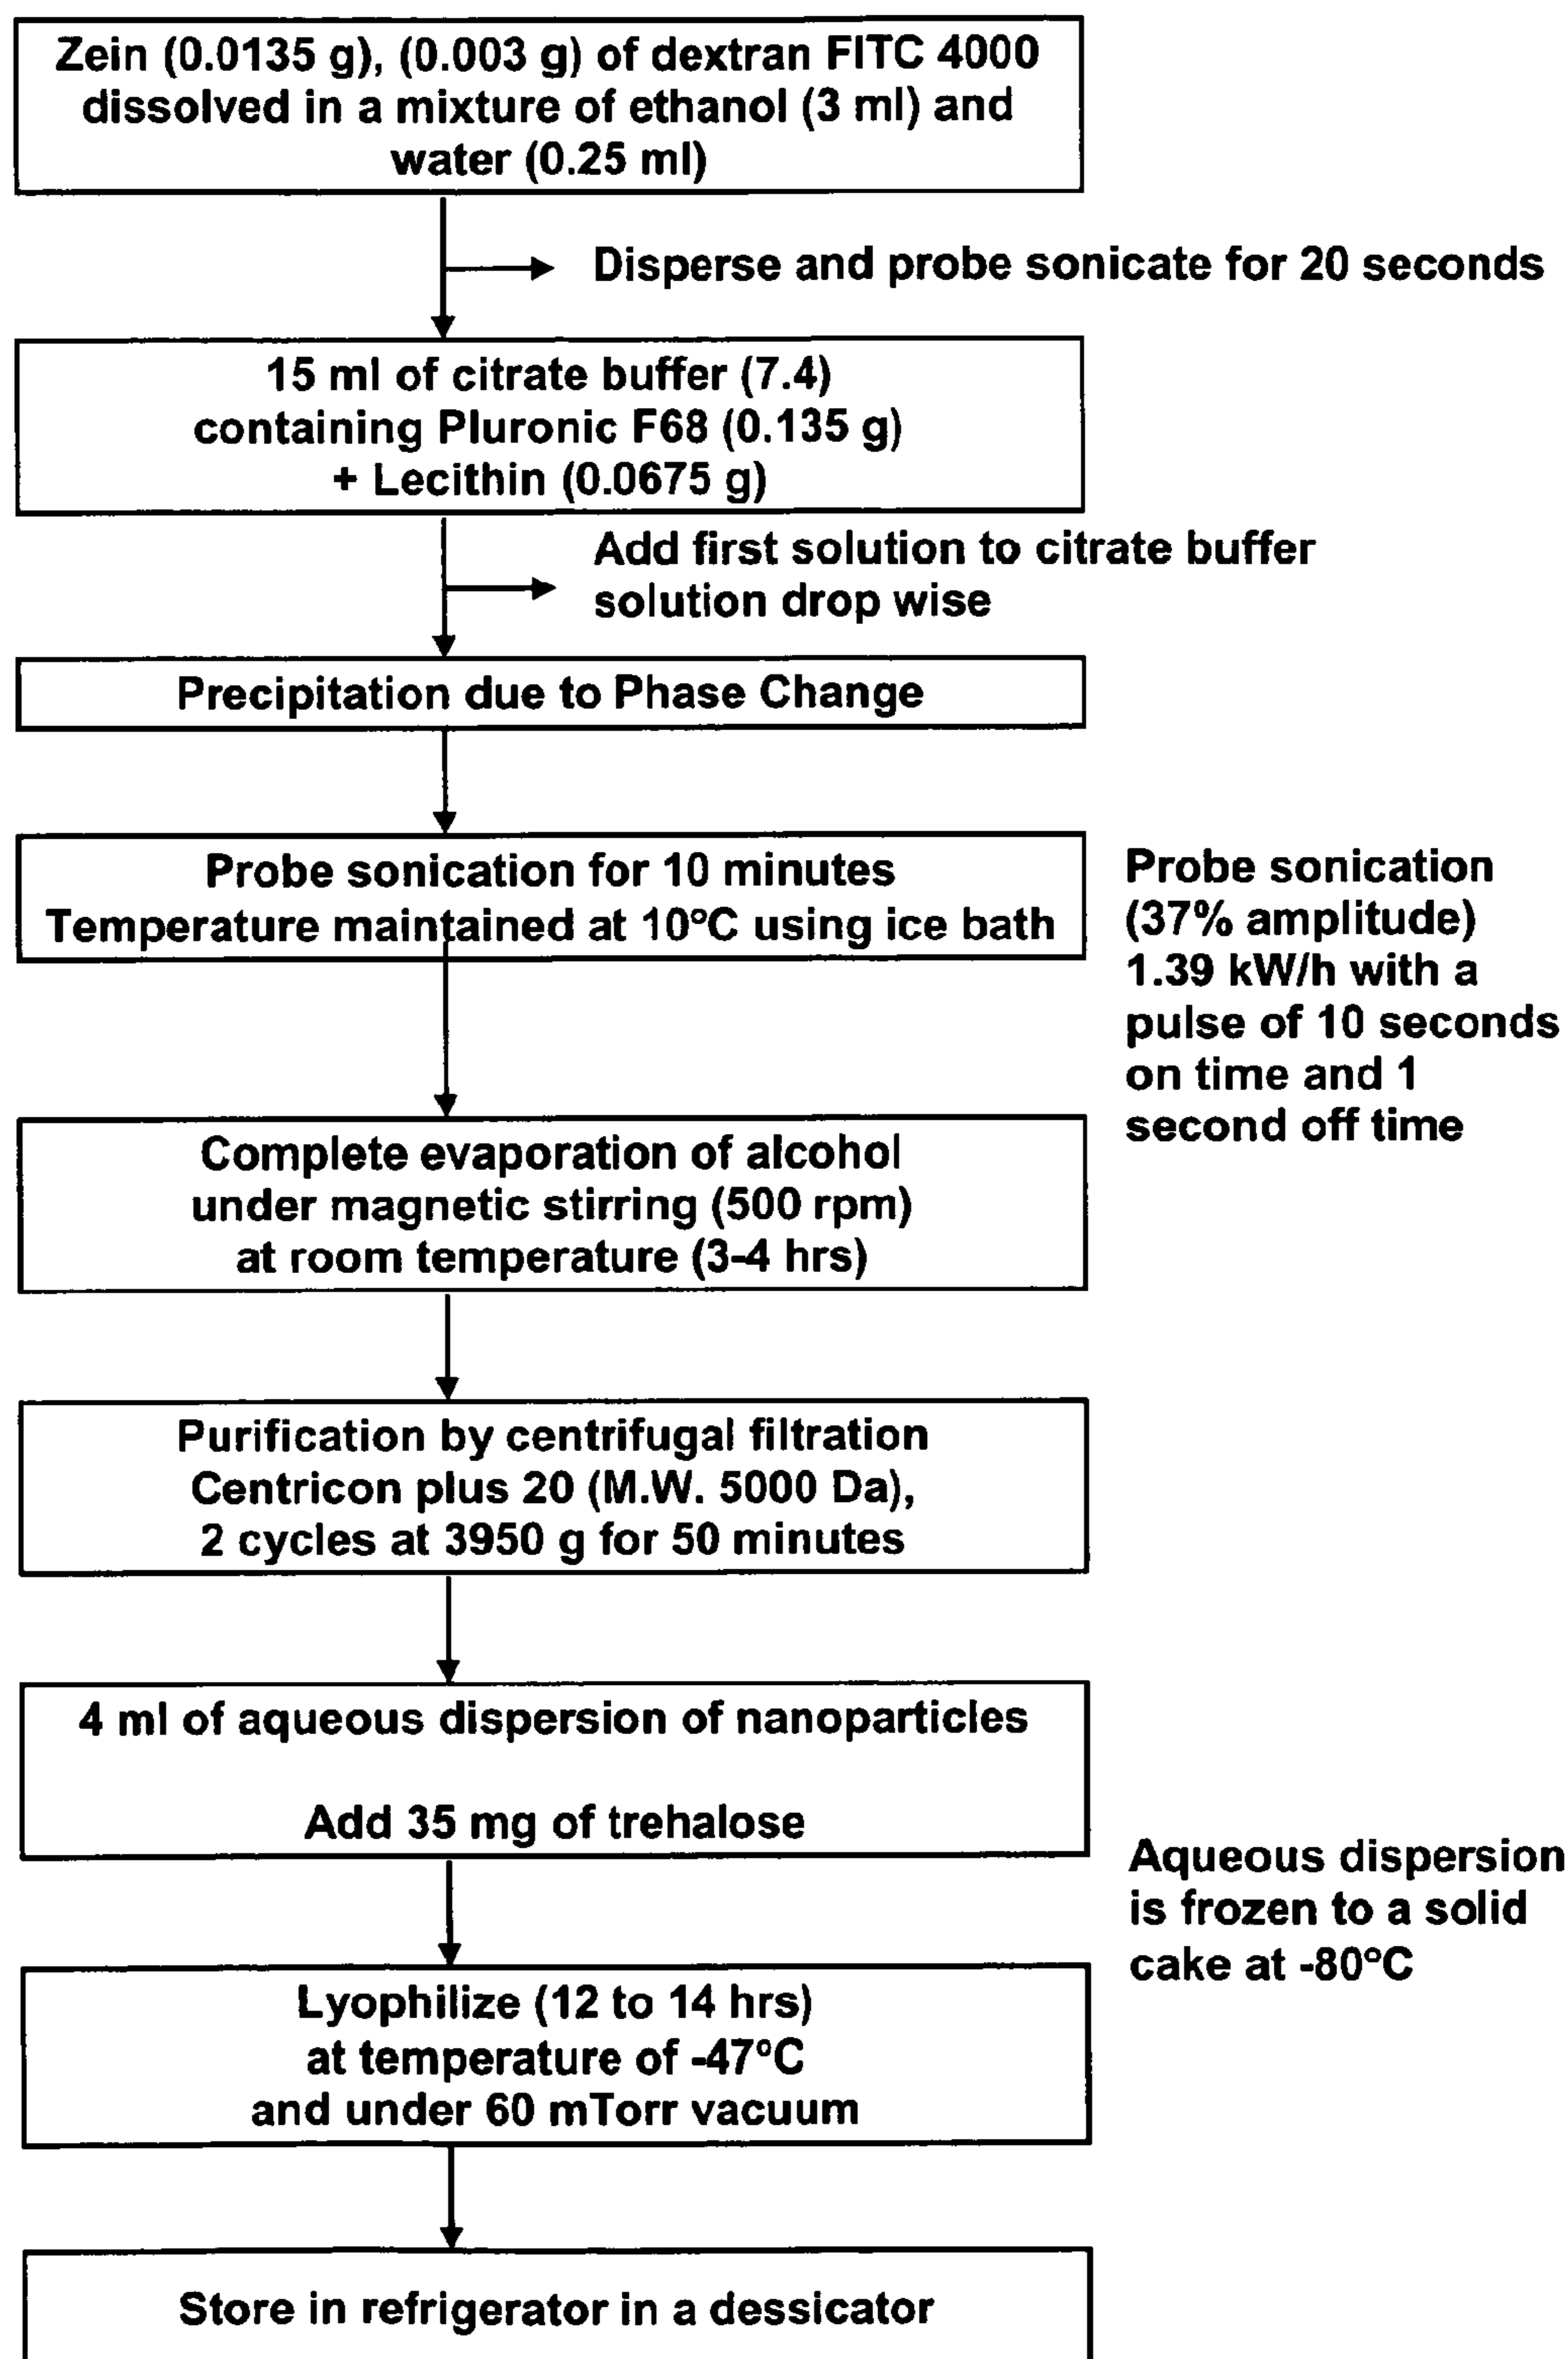 Zein (0.0135 g), (0.003 g) of dextran FITC 4000
dissolved in a mixture of ethanol (3 ml) and
water (0.25 ml)
Disperse and probe sonicate for 20 seconds
15 ml of citrate buffer (7.4)
containing Pluronic F68 (0.135 g)
+ Lecithin (0.0675 g)
Add first solution to citrate buffer
solution drop wise
Precipitation due to Phase Change
Probe sonication for 10 minutes
Temperature maintained at 10°C using ice bath
Probe sonication
(37% amplitude)
1.39 kW/h with a
pulse of 10 seconds
on time and 1
second off time
Complete evaporation of alcohol
under magnetic stirring (500 rpm)
at room temperature (3-4 hrs)
Purification by centrifugal filtration
Centricon plus 20 (M.W. 5000 Da),
2 cycles at 3950 g for 50 minutes
4 ml of aqueous dispersion of nanoparticles
Add 35 mg of trehalose
Aqueous dispersion
is frozen to a solid
cake at -80°C
Lyophilize (12 to 14 hrs)
at temperature of -47°C
and under 60 mTorr vacuum
Store in refrigerator in a dessicator